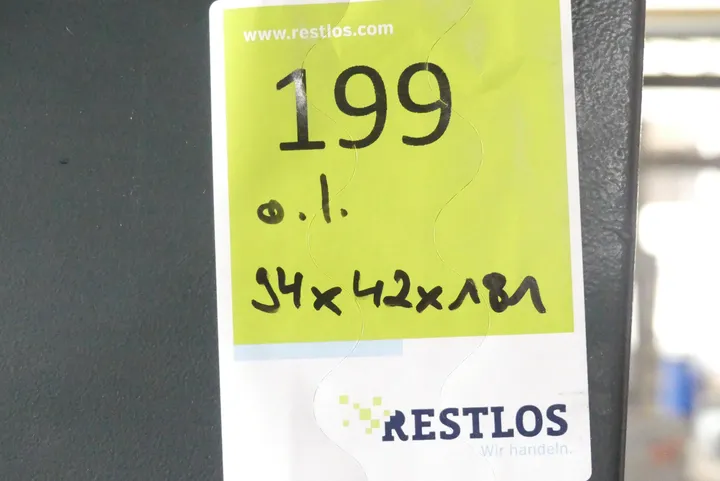 www.restlos.com
199
o.l.
94x42x181
RESTLOS
Wir handeln.